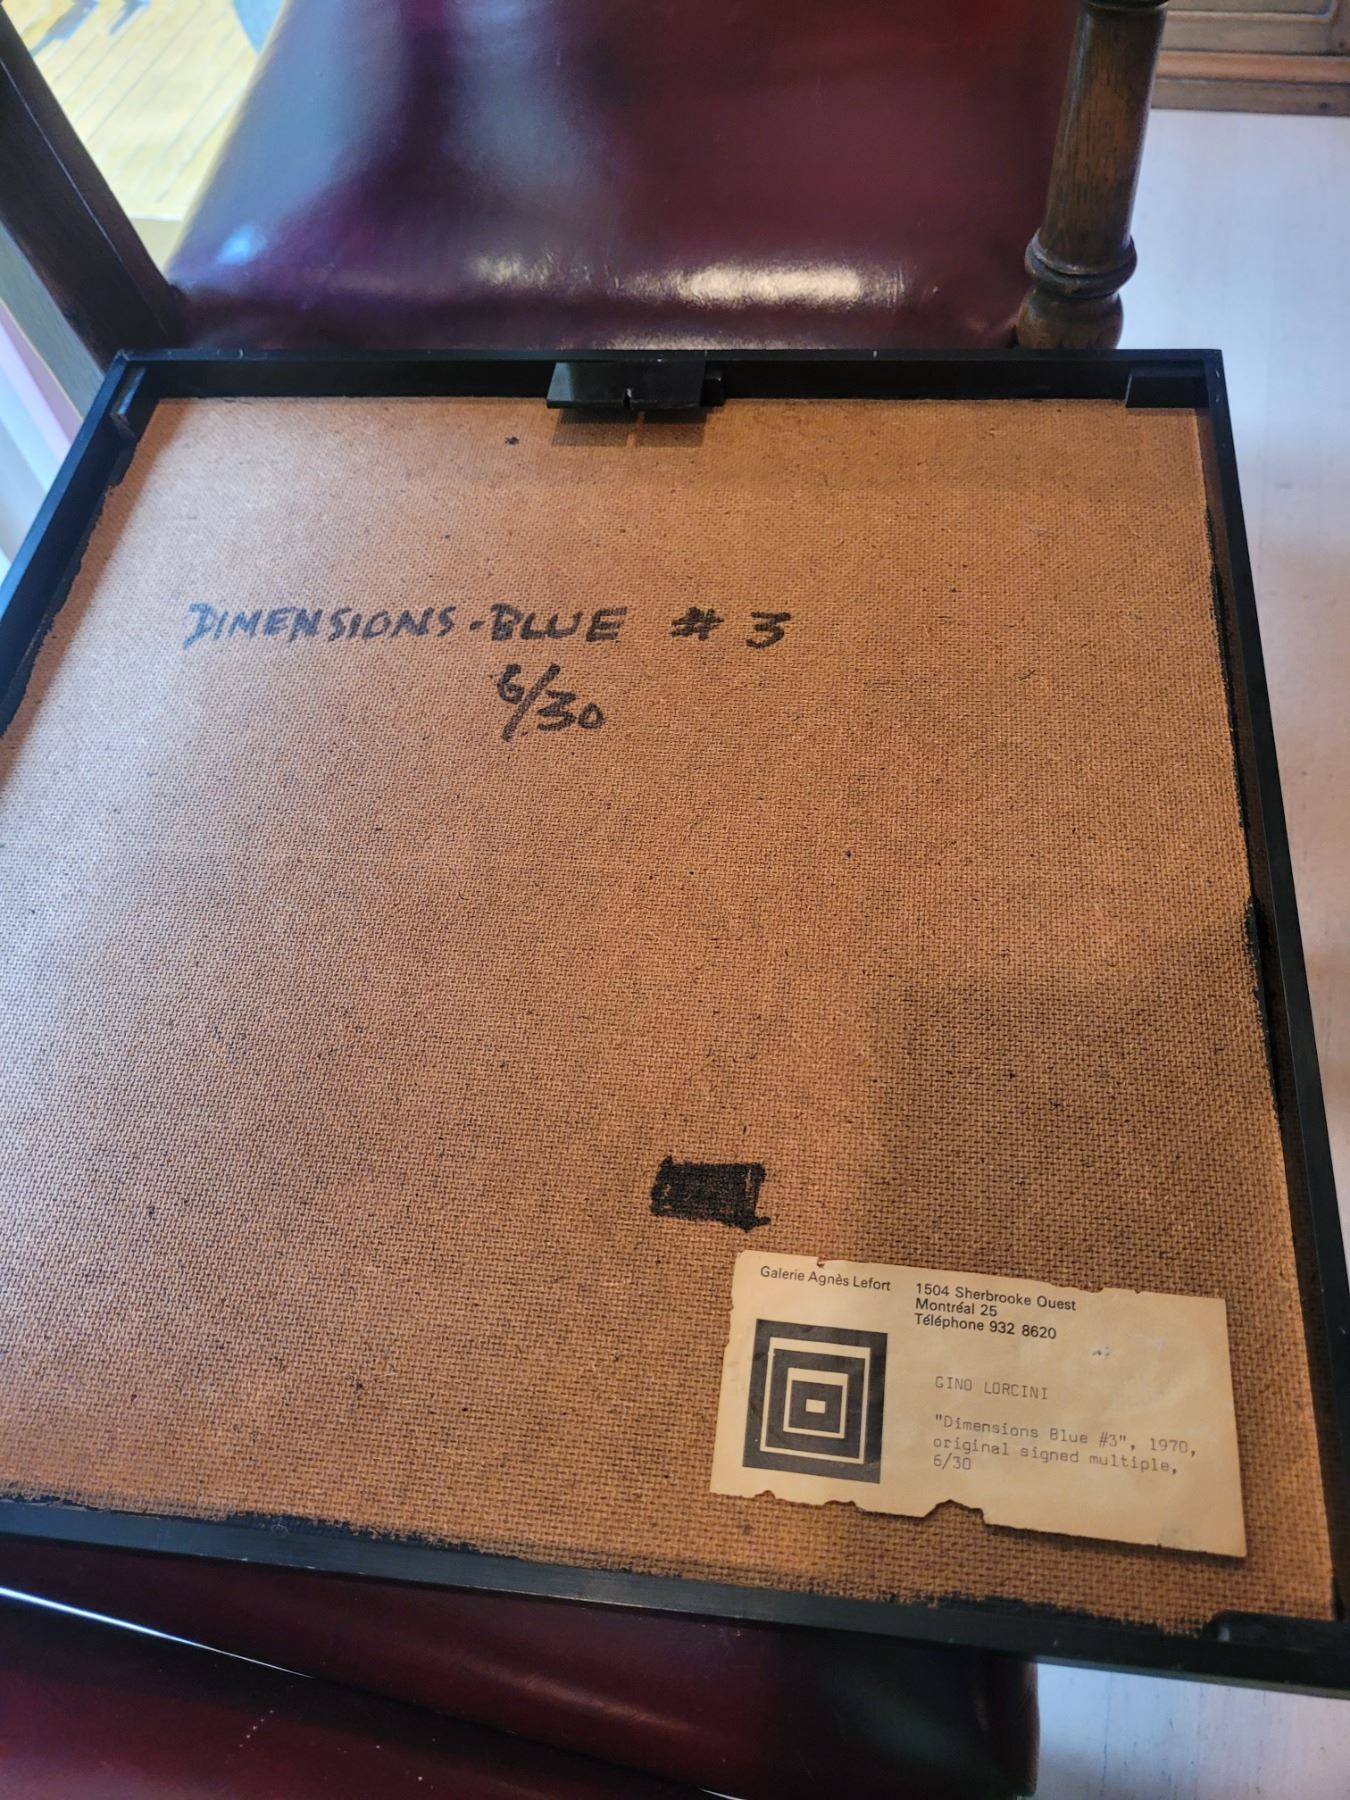 DIMENSIONS-BLUE # 3
6/30
Galerie Agnès Lefort
1504 Sherbrooke Ouest
Montréal 25
Téléphone 932 8620
GINO LORCINI
"Dimensions Blue #3", 1970,
original signed multiple,
6/30